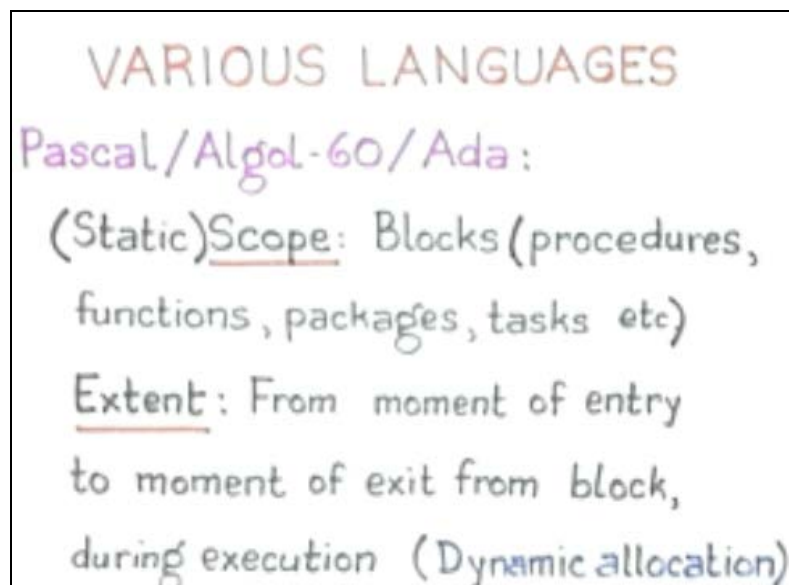 VARIOUS LANGUAGES
Pascal/Algol-60/Ada:
(Static)Scope: Blocks (procedures,
functions, packages, tasks etc)
Extent: From moment of entry
to moment of exit from block,
during execution (Dynamic allocation)